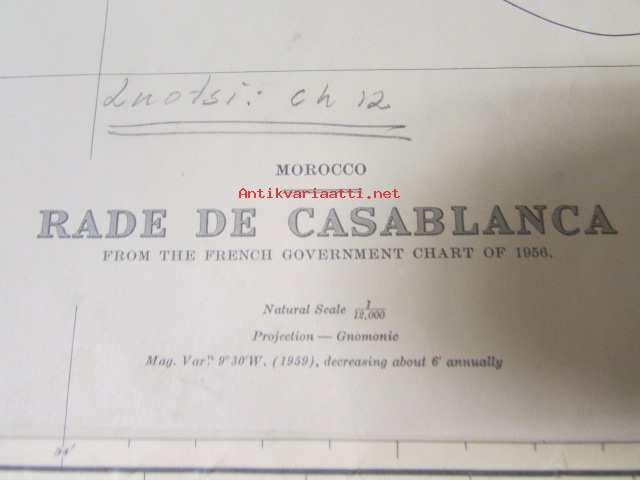 Luotsi: ch 12
MOROCCO
Antikvariaatti.net
RADE DE CASABLANCA
FROM THE FRENCH GOVERNMENT CHART OF 1956.
Natural Scale 1/12,000
Projection — Gnomonic
Mag. Varⁿ. 9° 30′W. (1959), decreasing about 6′ annually